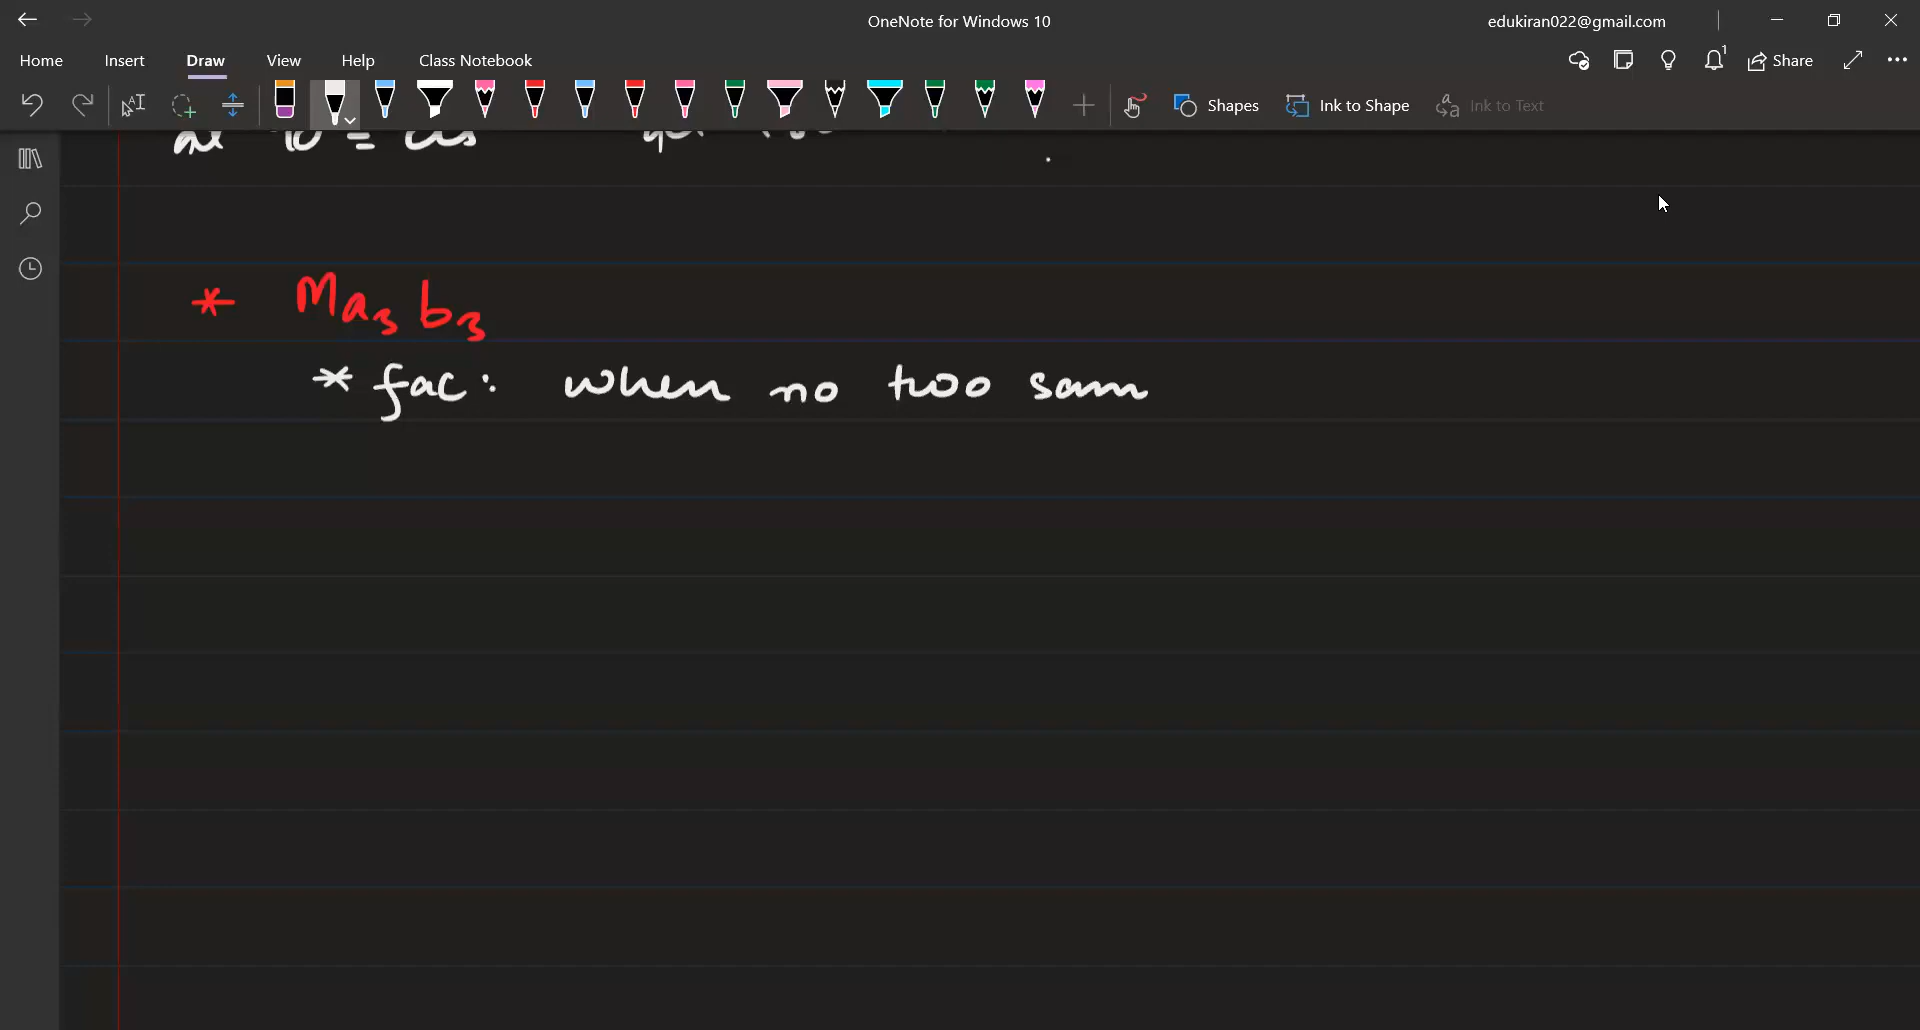 OneNote for Windows 10
edukiran022@gmail.com
Home Insert Draw View Help Class Notebook
1
Share
Shapes
Ink to Shape
Ink to Text
* Ma3 b3
* fac: when no two sam